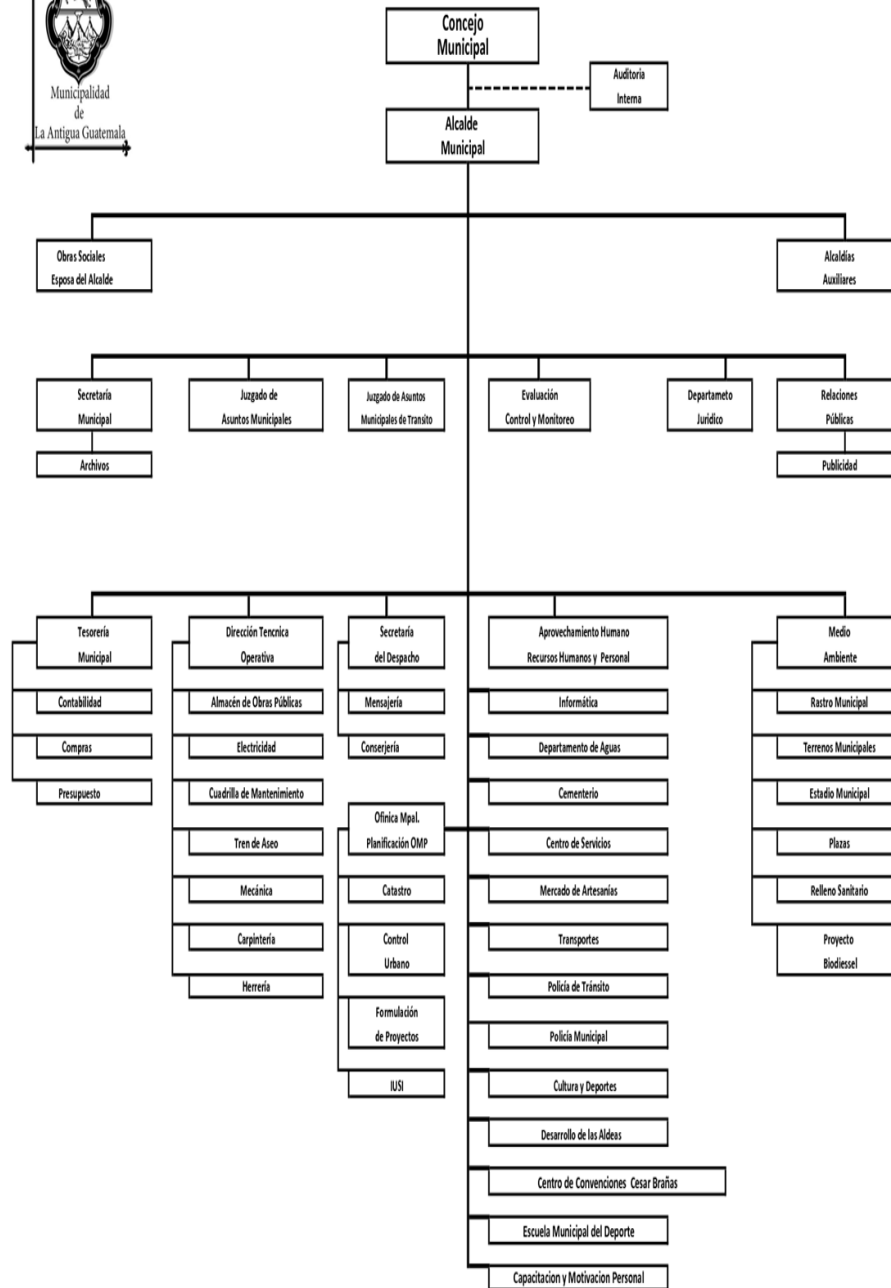 Municipalidad
de
La Antigua Guatemala
Concejo
Municipal
Auditoria
Interna
Alcalde
Municipal
Obras Sociales
Esposa del Alcalde
Alcaldías
Auxiliares
Secretaría
Municipal
Archivos
Juzgado de
Asuntos Municipales
Juzgado de Asuntos
Municipales de Transito
Evaluación
Control y Monitoreo
Departameto
Juridico
Relaciones
Públicas
Publicidad
Tesorería
Municipal
Contabilidad
Compras
Presupuesto
Dirección Tencnica
Operativa
Almacén de Obras Públicas
Electricidad
Cuadrilla de Mantenimiento
Tren de Aseo
Mecánica
Carpintería
Herrería
Secretaría
del Despacho
Mensajería
Conserjería
Ofinica Mpal.
Planificación OMP
Catastro
Control
Urbano
Formulación
de Proyectos
IUSI
Aprovechamiento Humano
Recursos Humanos y Personal
Informática
Departamento de Aguas
Cementerio
Centro de Servicios
Mercado de Artesanías
Transportes
Policía de Tránsito
Policía Municipal
Cultura y Deportes
Desarrollo de las Aldeas
Centro de Convenciones Cesar Brañas
Escuela Municipal del Deporte
Capacitacion y Motivacion Personal
Medio
Ambiente
Rastro Municipal
Terrenos Municipales
Estadio Municipal
Plazas
Relleno Sanitario
Proyecto
Biodiessel